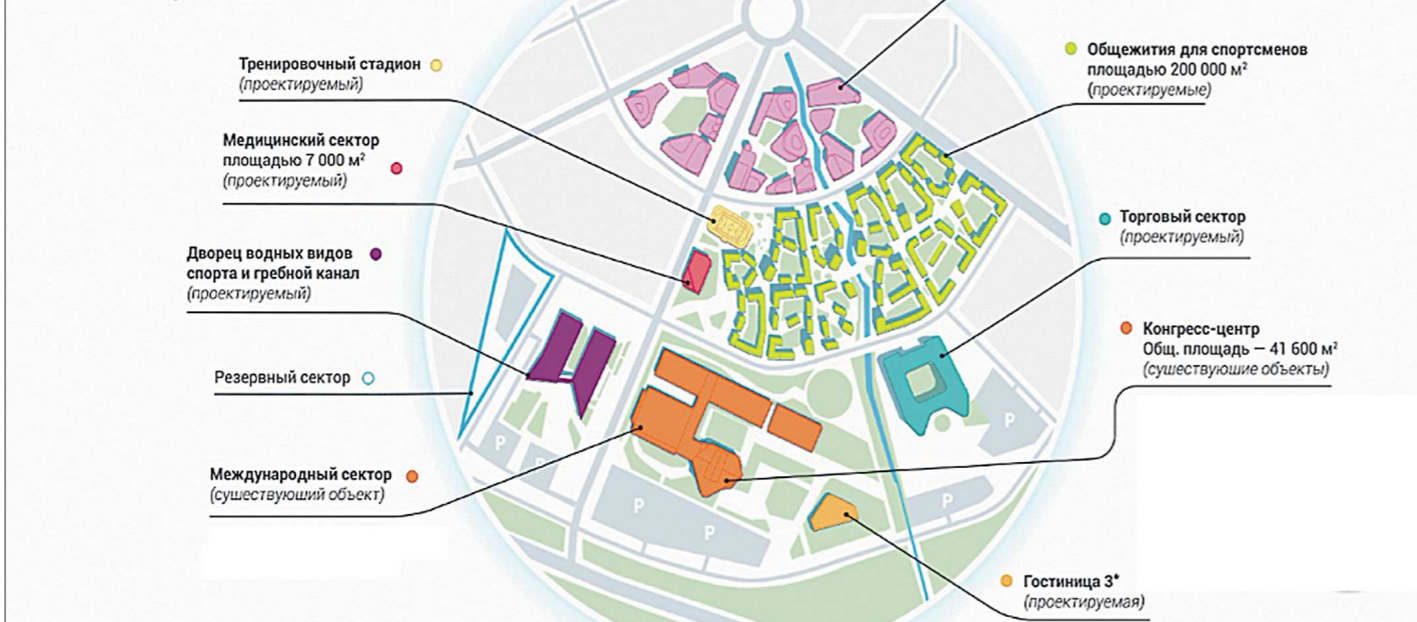 Тренировочный стадион
(проектируемый)
Медицинский сектор
площадью 7 000 м²
(проектируемый)
Дворец водных видов
спорта и гребной канал
(проектируемый)
Резервный сектор
Международный сектор
(существующий объект)
Общежития для спортсменов
площадью 200 000 м²
(проектируемые)
Торговый сектор
(проектируемый)
Конгресс-центр
Общ. площадь — 41 600 м²
(существующие объекты)
Гостиница 3*
(проектируемая)
P
P
P
P
P
P